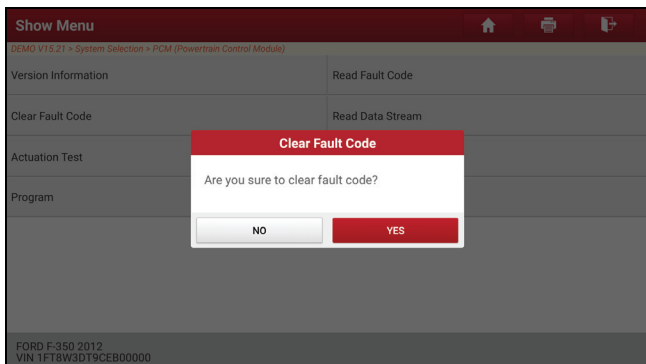 Show Menu
DEMO V15.21 > System Selection > PCM (Powertrain Control Module)
Version Information
Read Fault Code
Clear Fault Code
Read Data Stream
Actuation Test
Program
Clear Fault Code
Are you sure to clear fault code?
NO
YES
FORD F-350 2012
VIN 1FT8W3DT9CEB00000